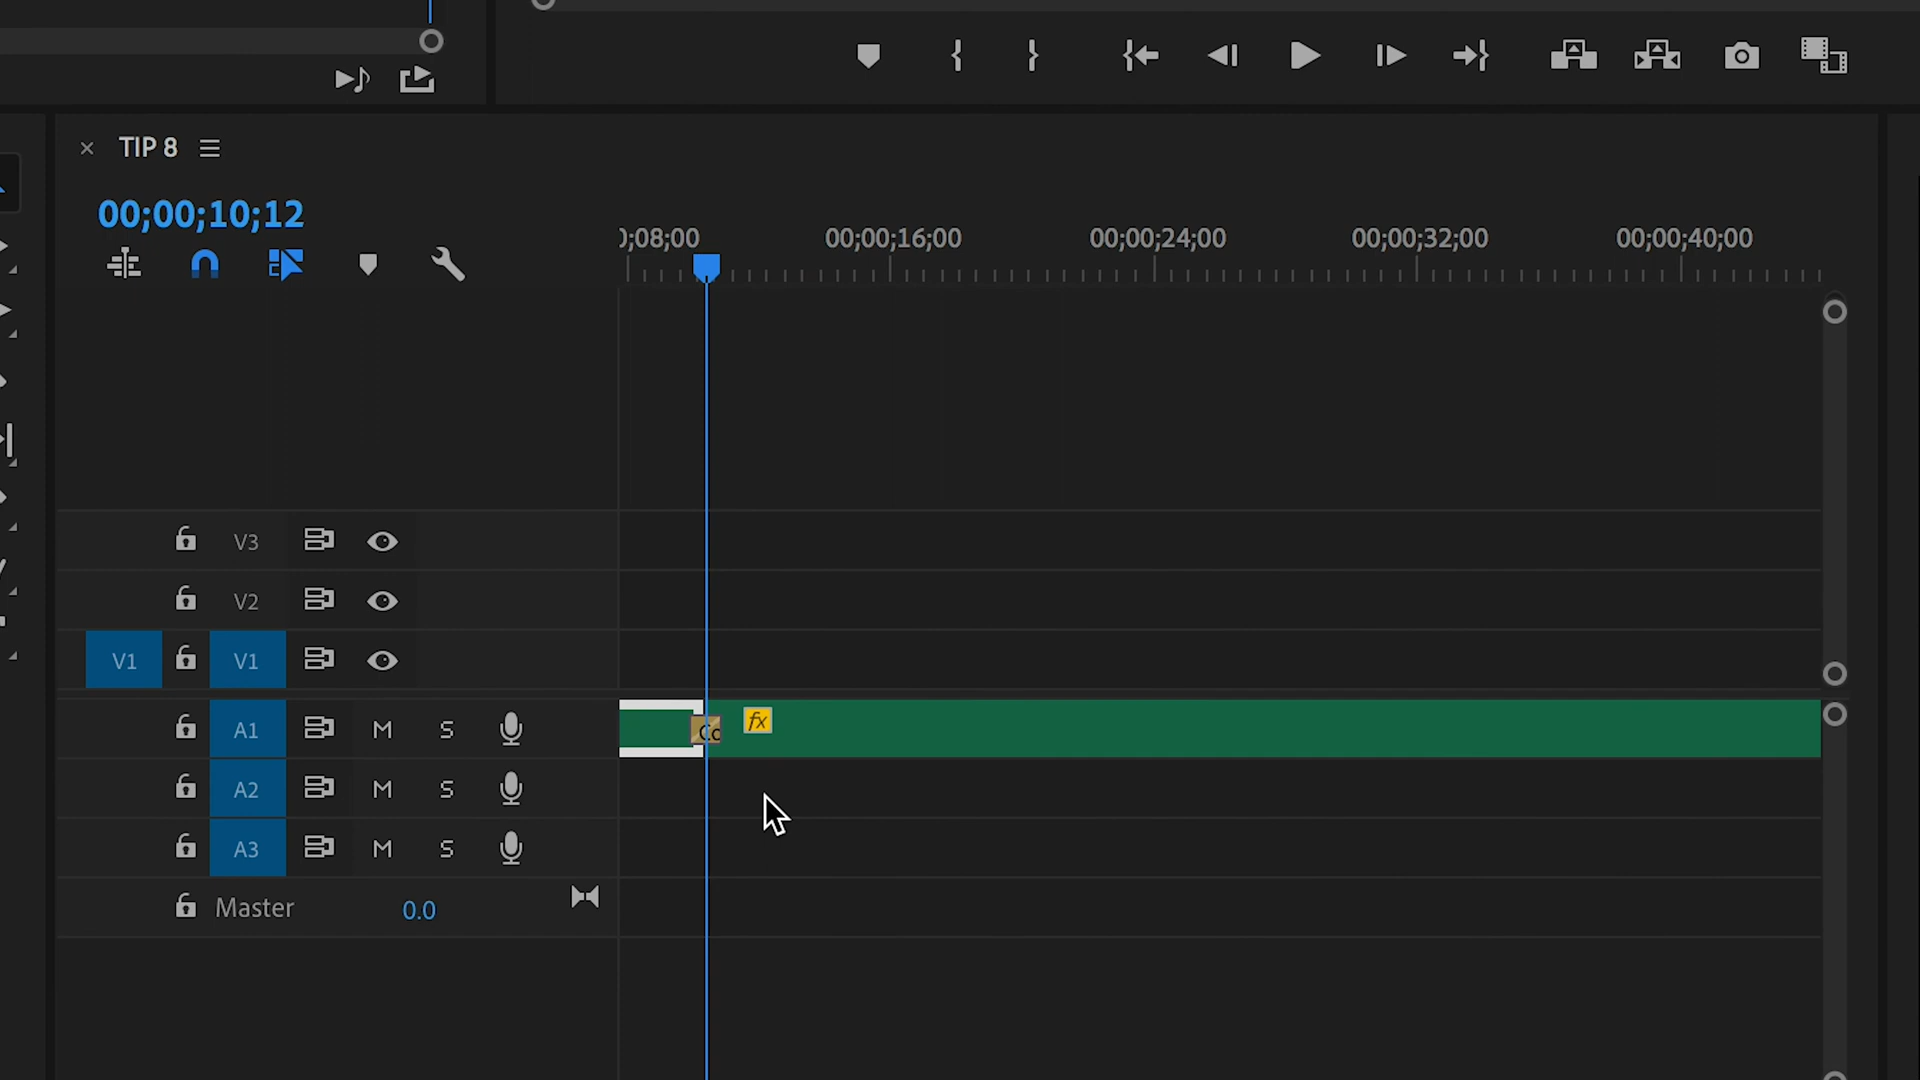 TIP 8
00;00;10;12
0;08;00 00;00;16;00 00;00;24;00 00;00;32;00 00;00;40;00
V3
V2
V1 V1
A1 M S fx
A2 M S
A3 M S
Master 0.0